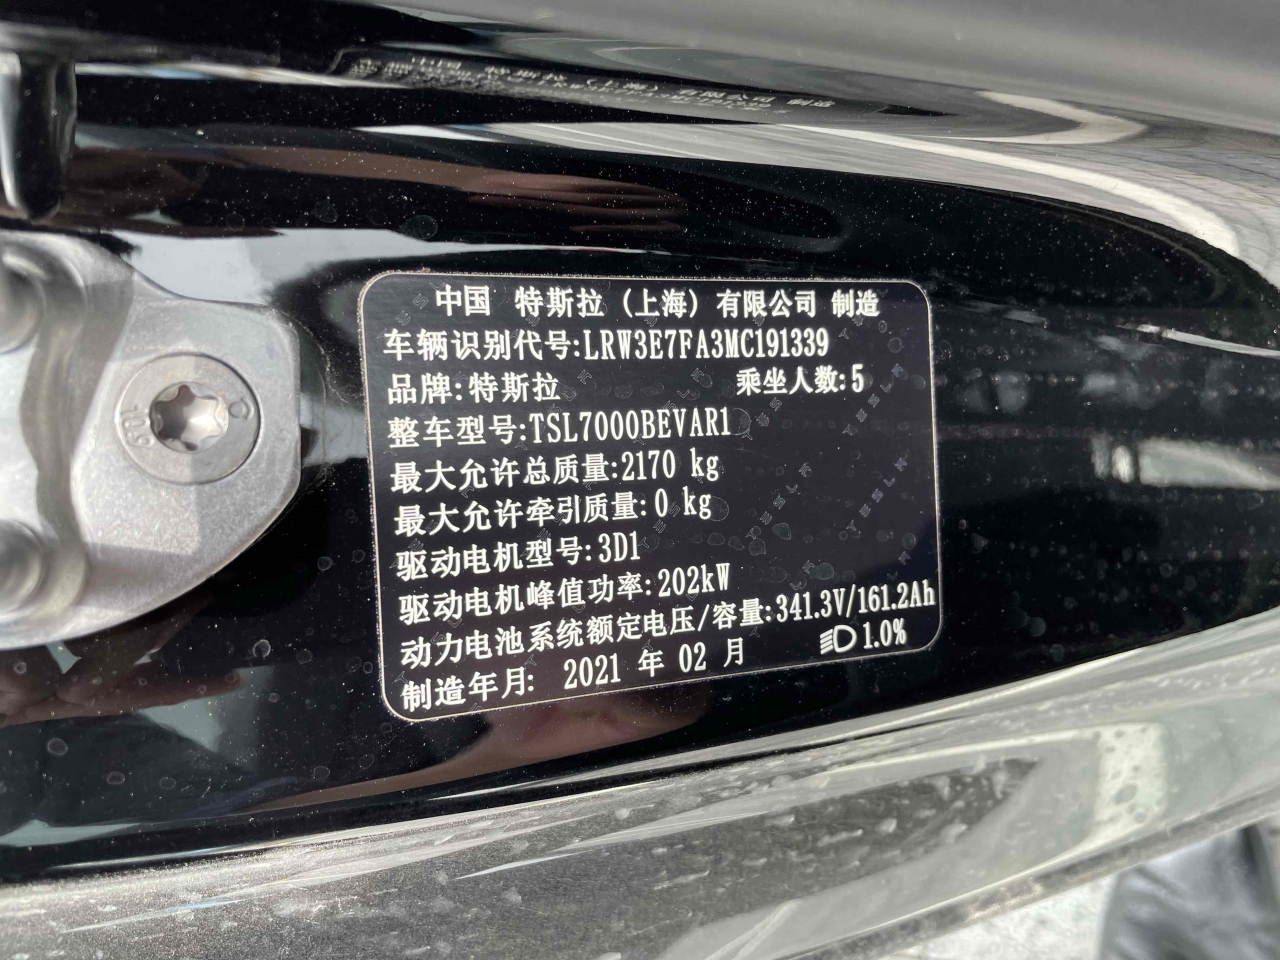 中国 特斯拉（上海）有限公司 制造
车辆识别代号:LRW3E7FA3MC191339
品牌:特斯拉 乘坐人数:5
整车型号:TSL7000BEVAR1
最大允许总质量:2170 kg
最大允许牵引质量:0 kg
驱动电机型号:3D1
驱动电机峰值功率:202kW
动力电池系统额定电压/容量:341.3V/161.2Ah
制造年月: 2021 年 02 月 1.0%